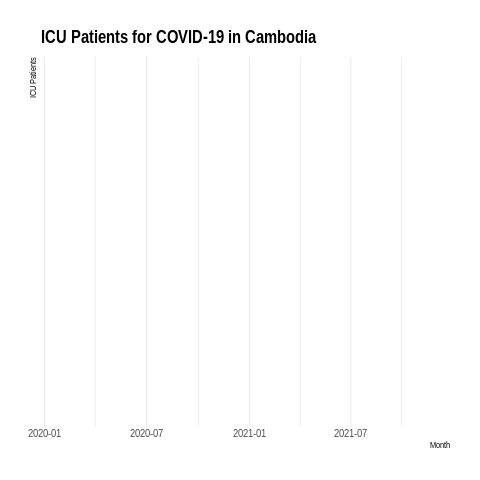 ICU Patients for COVID-19 in Cambodia
ICU Patients
2020-01 2020-07 2021-01 2021-07
Month